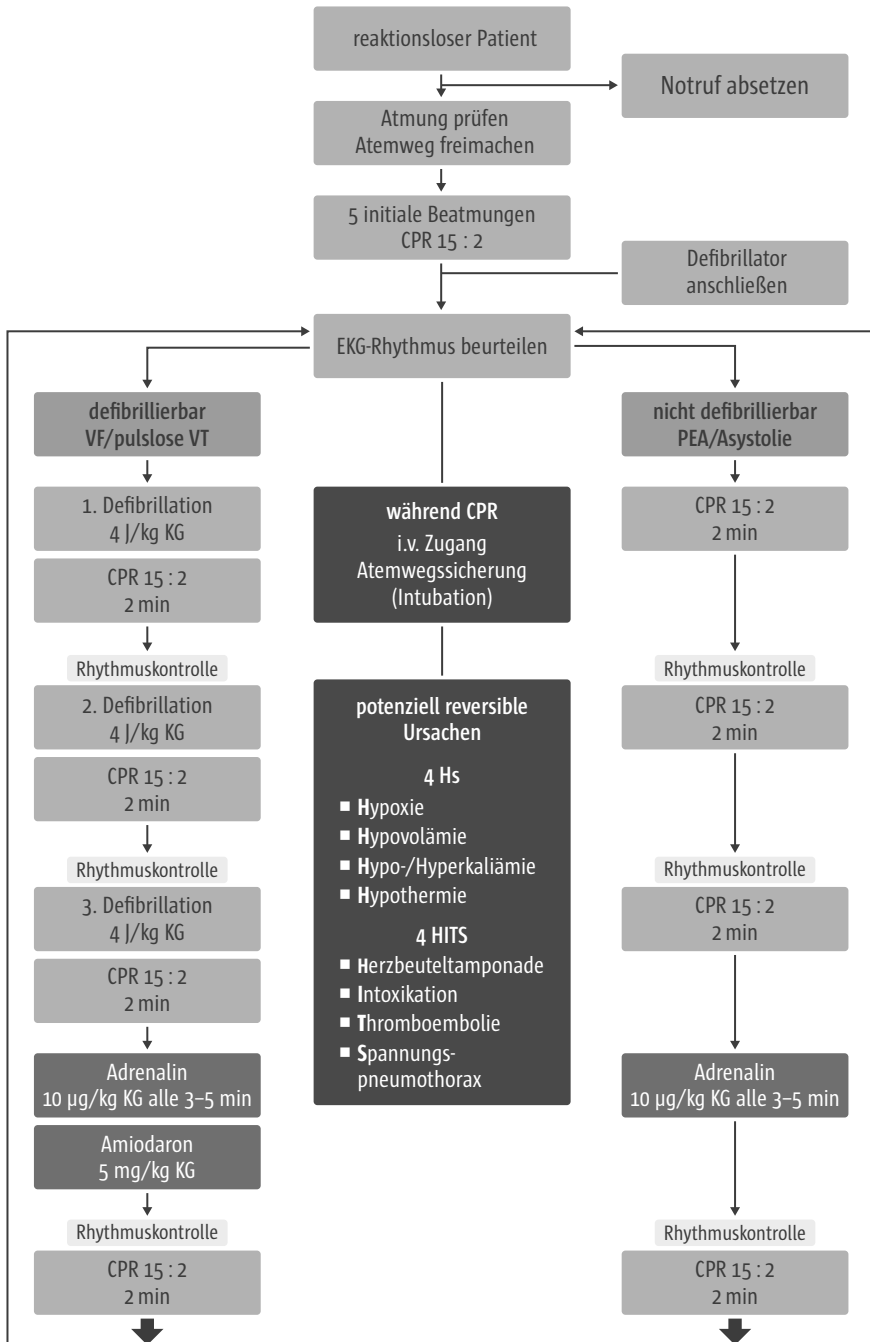 reaktionsloser Patient
Notruf absetzen
Atmung prüfen
Atemweg freimachen
5 initiale Beatmungen
CPR 15 : 2
Defibrillator
anschließen
EKG-Rhythmus beurteilen
defibrillierbar
VF/pulslose VT
1. Defibrillation
4 J/kg KG
CPR 15 : 2
2 min
Rhythmuskontrolle
2. Defibrillation
4 J/kg KG
CPR 15 : 2
2 min
Rhythmuskontrolle
3. Defibrillation
4 J/kg KG
CPR 15 : 2
2 min
Adrenalin
10 µg/kg KG alle 3–5 min
Amiodaron
5 mg/kg KG
Rhythmuskontrolle
CPR 15 : 2
2 min
während CPR
i.v. Zugang
Atemwegssicherung
(Intubation)
potenziell reversible
Ursachen
4 Hs
■ Hypoxie
■ Hypovolämie
■ Hypo-/Hyperkaliämie
■ Hypothermie
4 HITS
■ Herzbeuteltamponade
■ Intoxikation
■ Thromboembolie
■ Spannungs-
pneumothorax
nicht defibrillierbar
PEA/Asystolie
CPR 15 : 2
2 min
Rhythmuskontrolle
CPR 15 : 2
2 min
Rhythmuskontrolle
CPR 15 : 2
2 min
Adrenalin
10 µg/kg KG alle 3–5 min
Rhythmuskontrolle
CPR 15 : 2
2 min